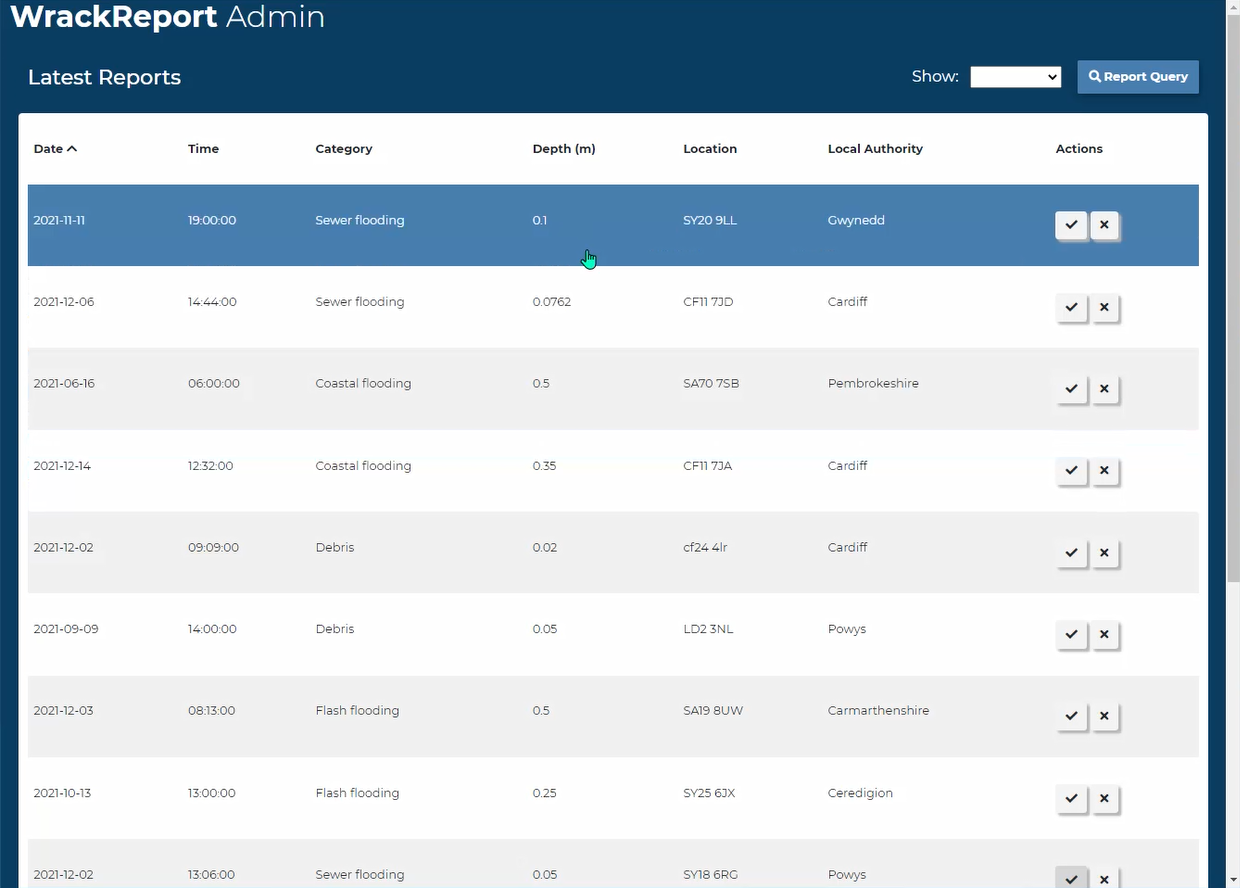 WrackReport Admin
Latest Reports Show: Report Query
Date Time Category Depth (m) Location Local Authority Actions
2021-11-11 19:00:00 Sewer flooding 0.1 SY20 9LL Gwynedd
2021-12-06 14:44:00 Sewer flooding 0.0762 CF11 7JD Cardiff
2021-06-16 06:00:00 Coastal flooding 0.5 SA70 7SB Pembrokeshire
2021-12-14 12:32:00 Coastal flooding 0.35 CF11 7JA Cardiff
2021-12-02 09:09:00 Debris 0.02 cf24 4lr Cardiff
2021-09-09 14:00:00 Debris 0.05 LD2 3NL Powys
2021-12-03 08:13:00 Flash flooding 0.5 SA19 8UW Carmarthenshire
2021-10-13 13:00:00 Flash flooding 0.25 SY25 6JX Ceredigion
2021-12-02 13:06:00 Sewer flooding 0.05 SY18 6RG Powys